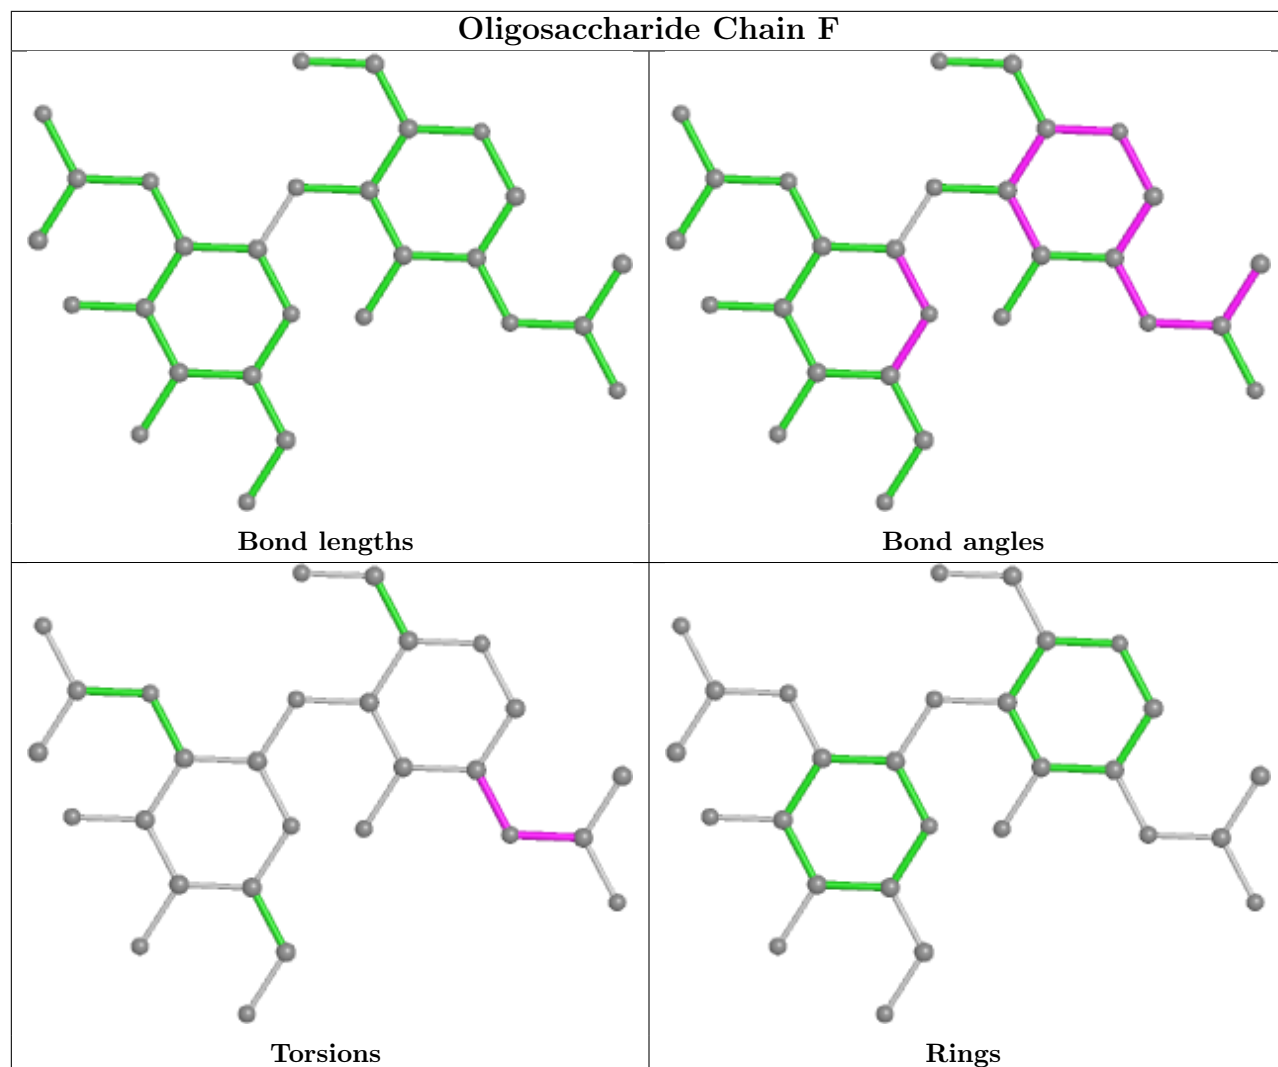 Oligosaccharide Chain F
Bond lengths
Bond angles
Torsions
Rings